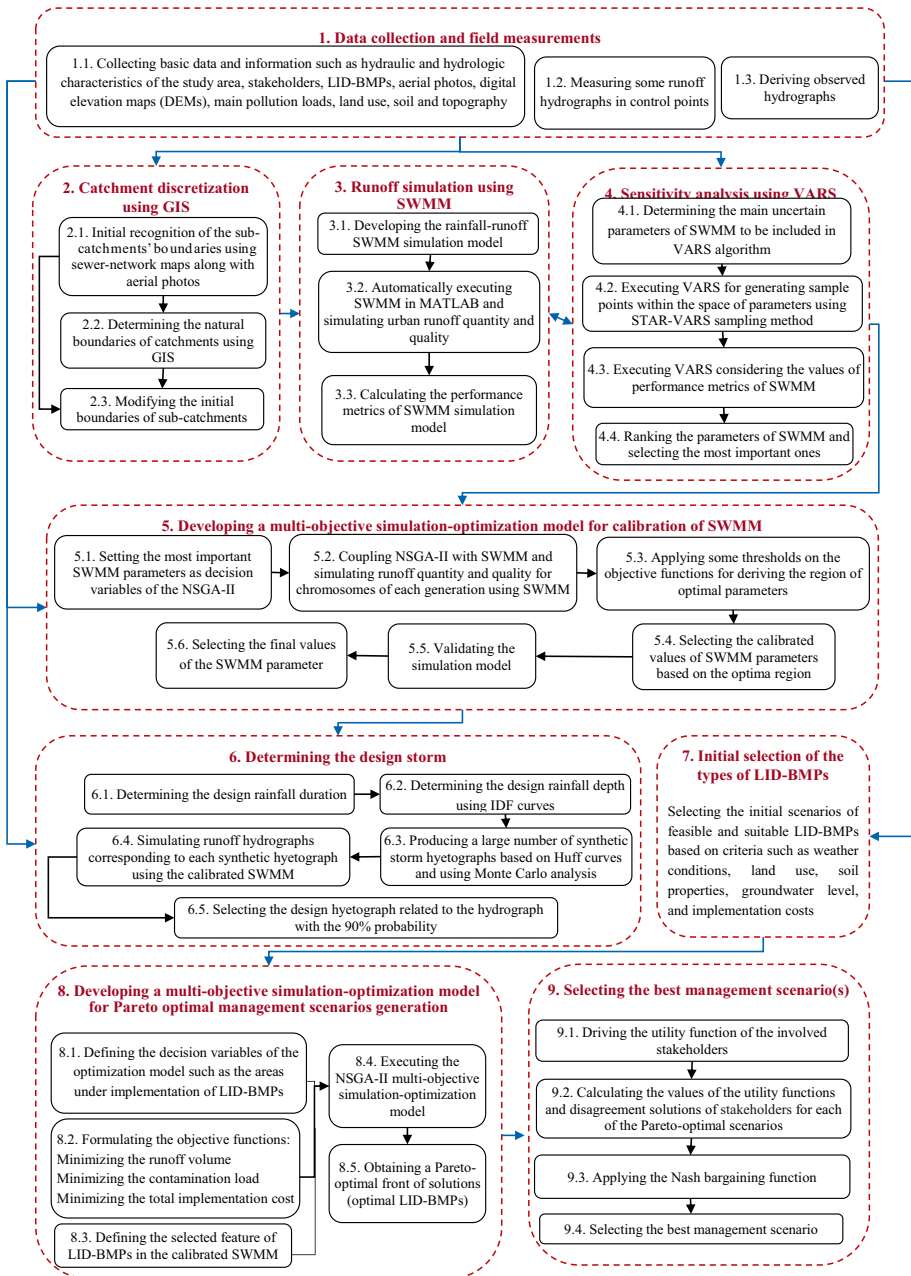 1. Data collection and field measurements
1.1. Collecting basic data and information such as hydraulic and hydrologic
characteristics of the study area, stakeholders, LID-BMPs, aerial photos, digital
elevation maps (DEMs), main pollution loads, land use, soil and topography
1.2. Measuring some runoff
hydrographs in control points
1.3. Deriving observed
hydrographs
2. Catchment discretization
using GIS
2.1. Initial recognition of the sub-
catchments' boundaries using
sewer-network maps along with
aerial photos
2.2. Determining the natural
boundaries of catchments using
GIS
2.3. Modifying the initial
boundaries of sub-catchments
3. Runoff simulation using
SWMM
3.1. Developing the rainfall-runoff
SWMM simulation model
3.2. Automatically executing
SWMM in MATLAB and
simulating urban runoff quantity and
quality
3.3. Calculating the performance
metrics of SWMM simulation
model
4. Sensitivity analysis using VARS
4.1. Determining the main uncertain
parameters of SWMM to be included in
VARS algorithm
4.2. Executing VARS for generating sample
points within the space of parameters using
STAR-VARS sampling method
4.3. Executing VARS considering the values of
performance metrics of SWMM
4.4. Ranking the parameters of SWMM and
selecting the most important ones
5. Developing a multi-objective simulation-optimization model for calibration of SWMM
5.1. Setting the most important
SWMM parameters as decision
variables of the NSGA-II
5.2. Coupling NSGA-II with SWMM and
simulating runoff quantity and quality for
chromosomes of each generation using SWMM
5.3. Applying some thresholds on the
objective functions for deriving the region of
optimal parameters
5.6. Selecting the final values
of the SWMM parameter
5.5. Validating the
simulation model
5.4. Selecting the calibrated
values of SWMM parameters
based on the optima region
6. Determining the design storm
6.1. Determining the design rainfall duration
6.2. Determining the design rainfall depth
using IDF curves
6.4. Simulating runoff hydrographs
corresponding to each synthetic hyetograph
using the calibrated SWMM
6.3. Producing a large number of synthetic
storm hyetographs based on Huff curves
and using Monte Carlo analysis
6.5. Selecting the design hyetograph related to the hydrograph
with the 90% probability
7. Initial selection of the
types of LID-BMPs
Selecting the initial scenarios of
feasible and suitable LID-BMPs
based on criteria such as weather
conditions, land use, soil
properties, groundwater level,
and implementation costs
8. Developing a multi-objective simulation-optimization model
for Pareto optimal management scenarios generation
8.1. Defining the decision variables of the
optimization model such as the areas
under implementation of LID-BMPs
8.2. Formulating the objective functions:
Minimizing the runoff volume
Minimizing the contamination load
Minimizing the total implementation cost
8.3. Defining the selected feature of
LID-BMPs in the calibrated SWMM
8.4. Executing the
NSGA-II multi-objective
simulation-optimization
model
8.5. Obtaining a Pareto-
optimal front of solutions
(optimal LID-BMPs)
9. Selecting the best management scenario(s)
9.1. Driving the utility function of the involved
stakeholders
9.2. Calculating the values of the utility functions
and disagreement solutions of stakeholders for each
of the Pareto-optimal scenarios
9.3. Applying the Nash bargaining function
9.4. Selecting the best management scenario